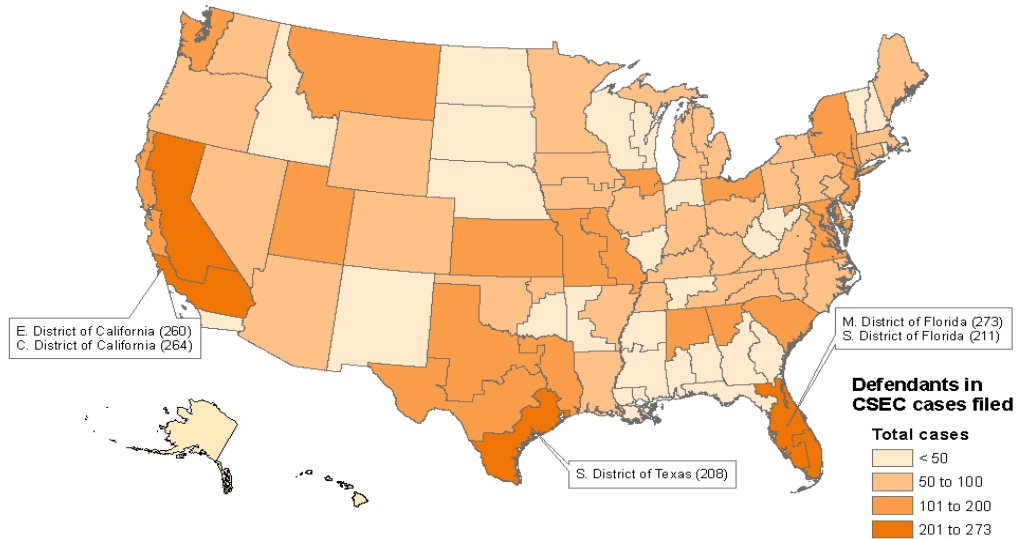 E. District of California (260)
C. District of California (264)
M. District of Florida (273)
S. District of Florida (211)
S. District of Texas (208)
Defendants in
CSEC cases filed
Total cases
< 50
50 to 100
101 to 200
201 to 273